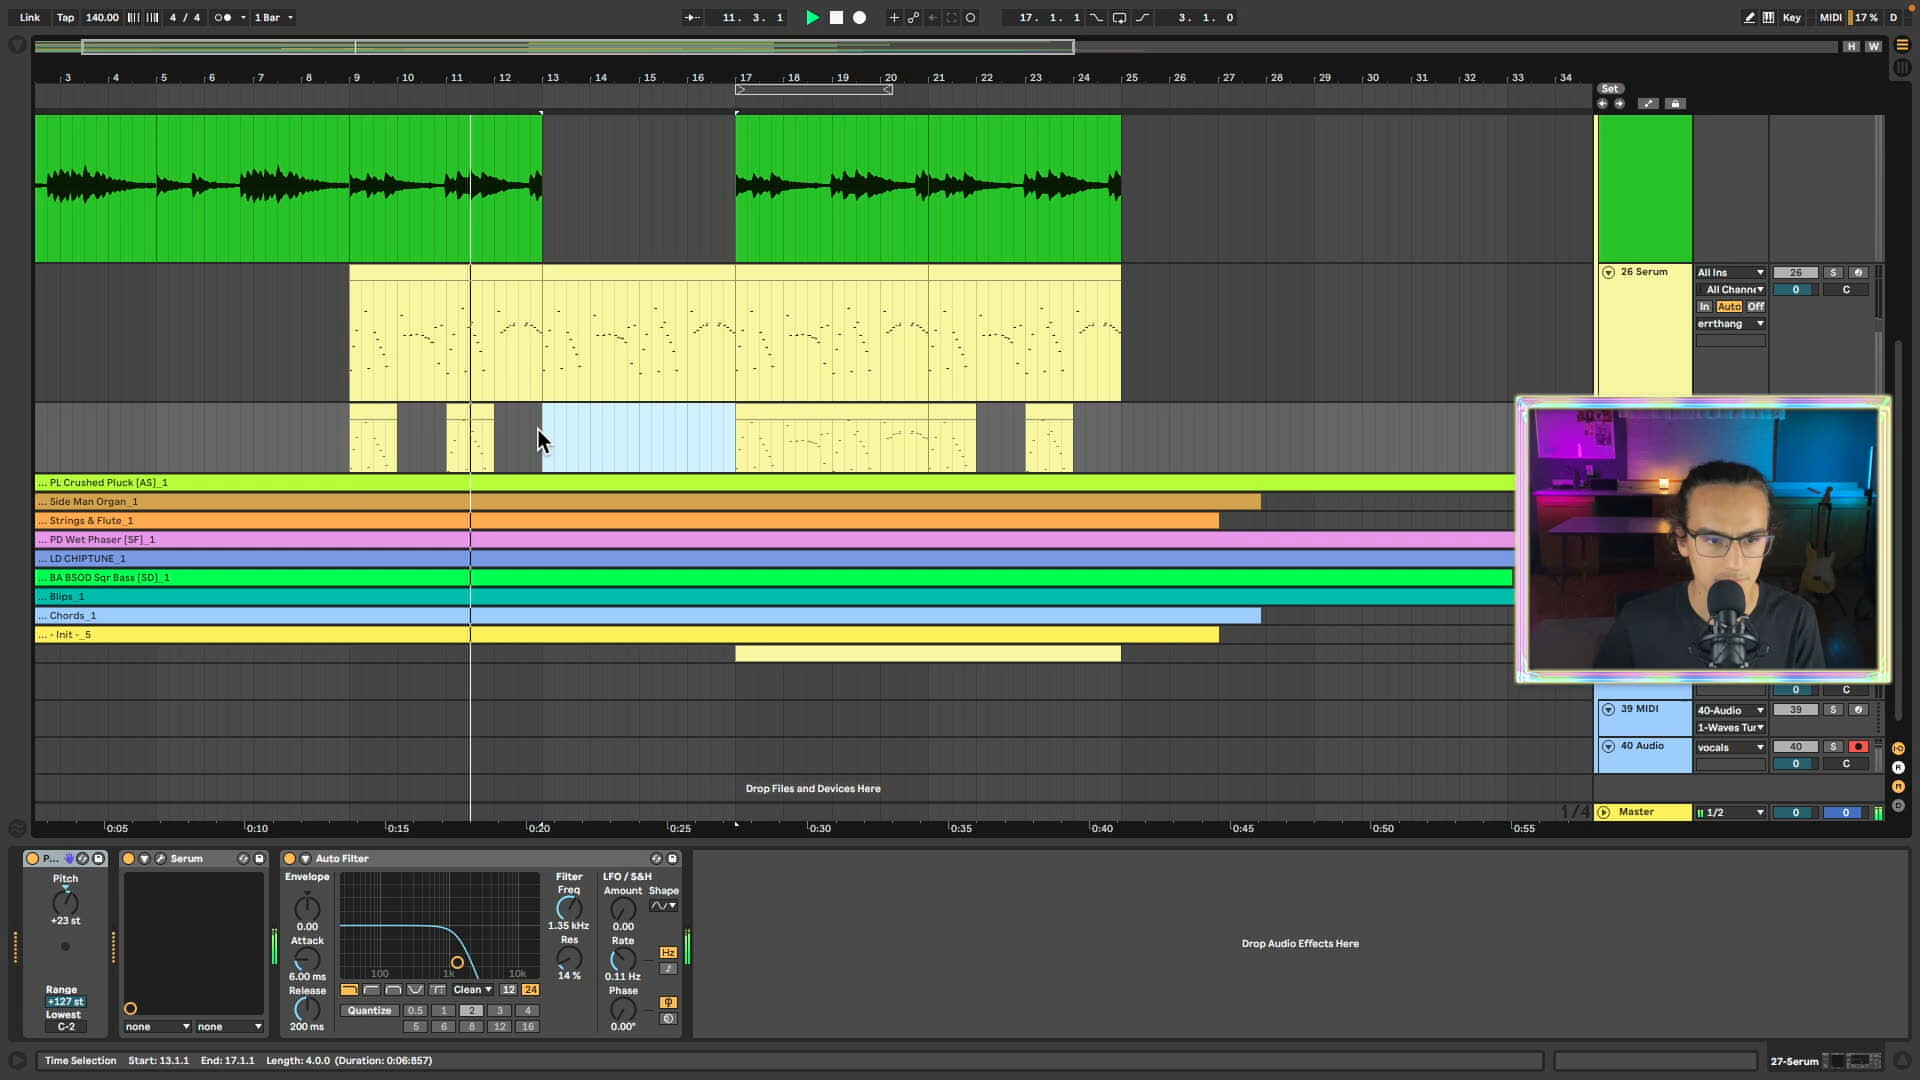 Link Tap 140.00 4 / 4 1 Bar 11. 3. 1 17. 1. 1 3. 1. 0 Key MIDI 17 % D
H W
3 4 5 6 7 8 9 10 11 12 13 14 15 16 17 18 19 20 21 22 23 24 25 26 27 28 29 30 31 32 33 34
Set
26 Serum All Ins 26 S
All Channe 0 C
In Auto Off
errthang
... PL Crushed Pluck [AS]_1
... Side Man Organ_1
... Strings & Flute_1
... PD Wet Phaser [SF]_1
... LD CHIPTUNE_1
... BA BSOD Sqr Bass [SD]_1
... Blips_1
... Chords_1
... - Init -_5
0 C
39 MIDI 40-Audio 39 S
1-Waves Tur
40 Audio vocals 40 S
0 C
Drop Files and Devices Here
1/4 Master 1/2 0 0
0:05 0:10 0:15 0:20 0:25 0:30 0:35 0:40 0:45 0:50 0:55
P... Serum Auto Filter
Pitch
+23 st
Range
+127 st
Lowest
C-2
none none
Envelope
0.00
Attack
6.00 ms
Release
200 ms
100 1k 10k
Clean 12 24
Quantize 0.5 1 2 3 4
5 6 8 12 16
Filter
Freq
1.35 kHz
Res
14 %
LFO / S&H
Amount Shape
0.00
Rate
Hz
0.11 Hz
Phase
0.00°
Drop Audio Effects Here
Time Selection Start: 13.1.1 End: 17.1.1 Length: 4.0.0 (Duration: 0:06:857)
27-Serum